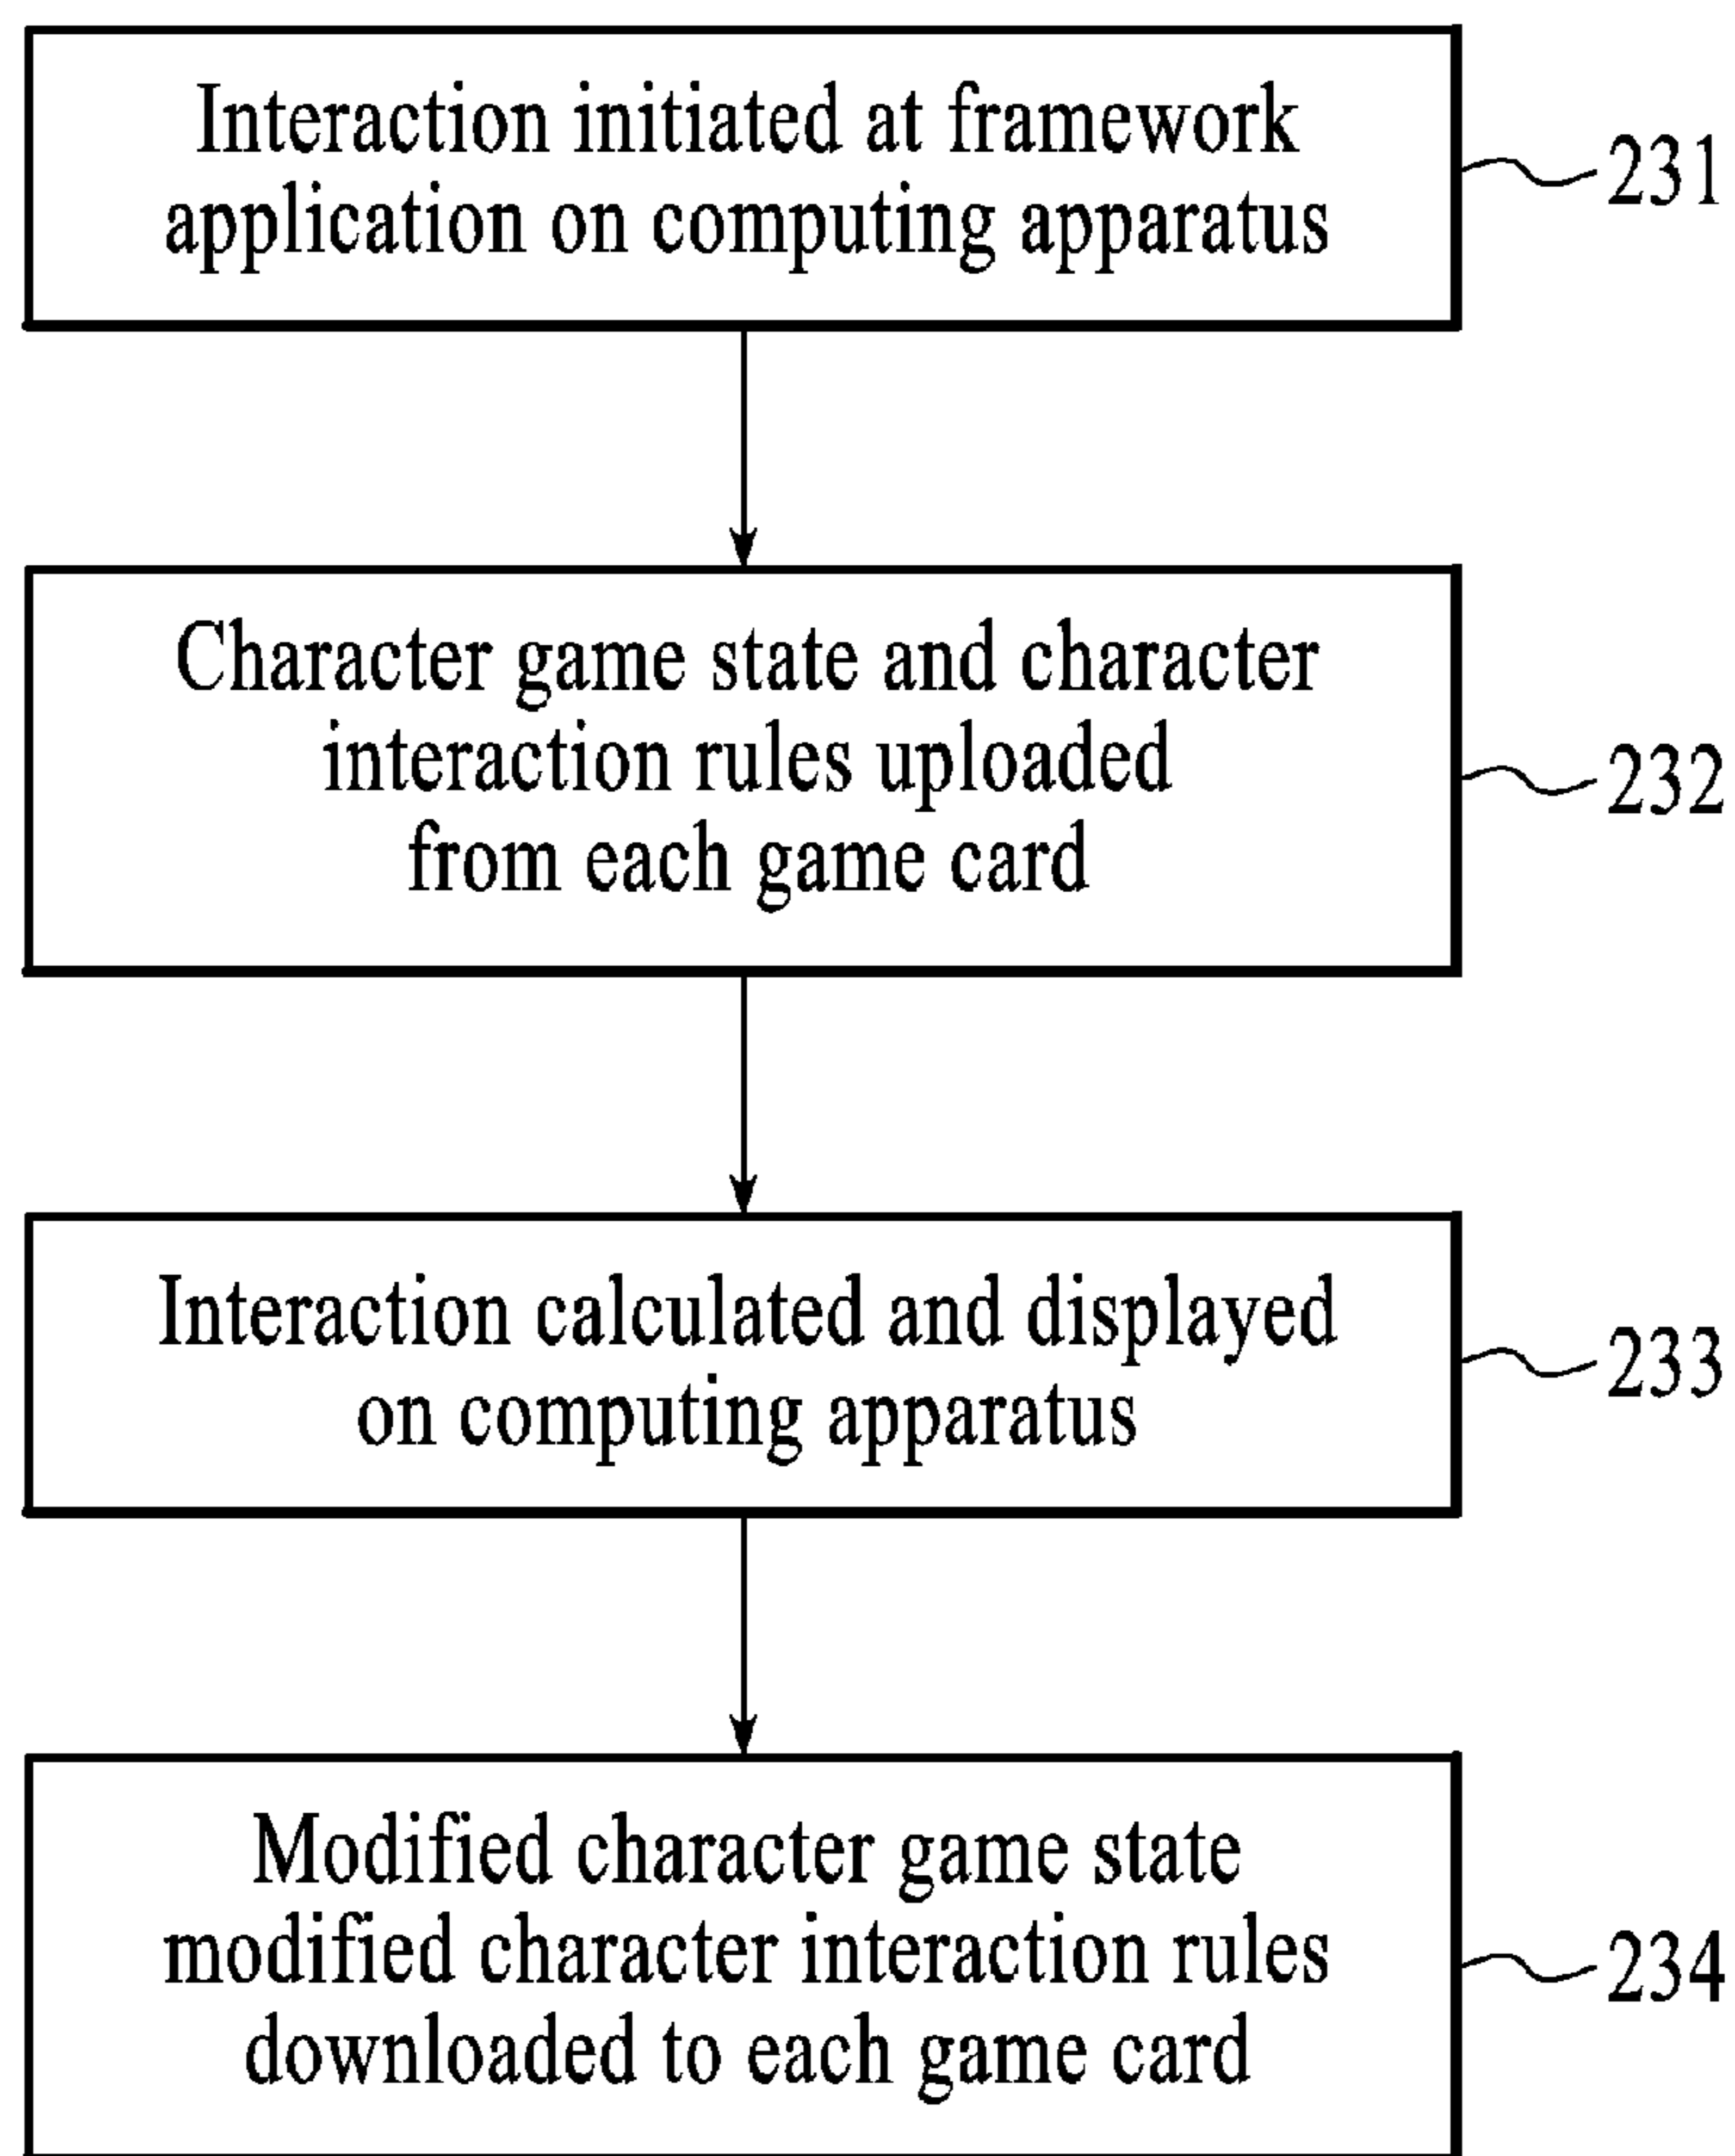 Interaction initiated at framework
application on computing apparatus
231
Character game state and character
interaction rules uploaded
from each game card
232
Interaction calculated and displayed
on computing apparatus
233
Modified character game state
modified character interaction rules
downloaded to each game card
234